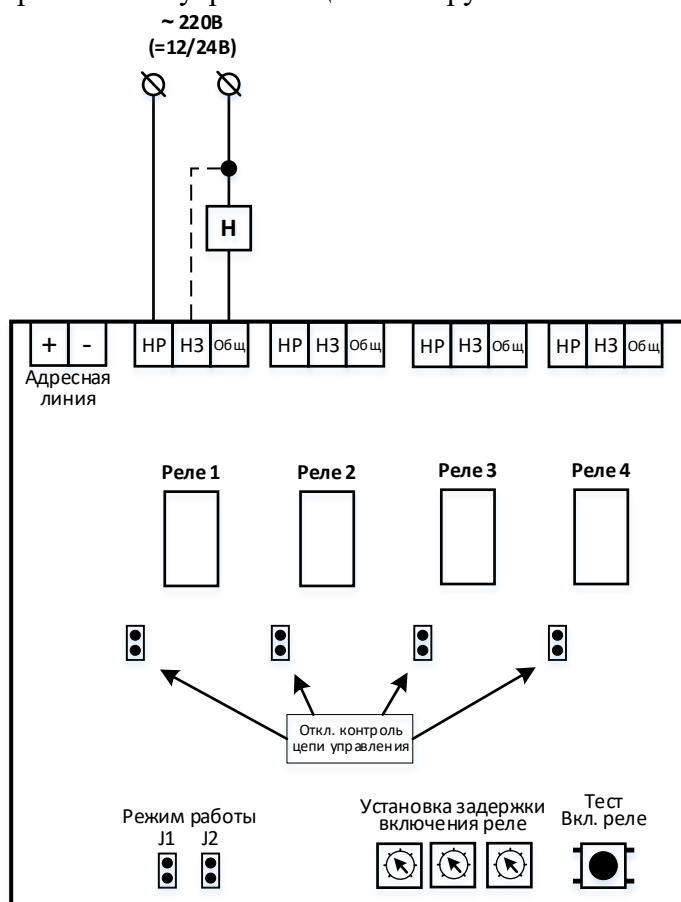 ~ 220В
(=12/24В)
Н
+ - НР НЗ Общ НР НЗ Общ НР НЗ Общ НР НЗ Общ
Адресная
линия
Реле 1 Реле 2 Реле 3 Реле 4
Откл. контроль
цепи управления
Режим работы
J1 J2
Установка задержки
включения реле
Тест
Вкл. реле